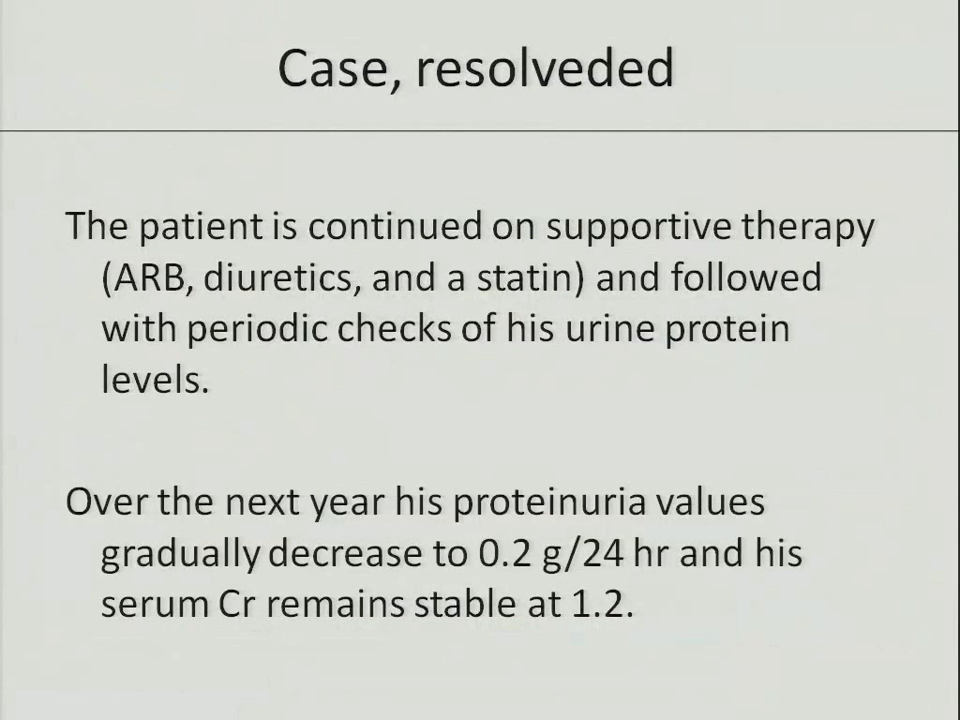 Case, resolveded
The patient is continued on supportive therapy
(ARB, diuretics, and a statin) and followed
with periodic checks of his urine protein
levels.
Over the next year his proteinuria values
gradually decrease to 0.2 g/24 hr and his
serum Cr remains stable at 1.2.